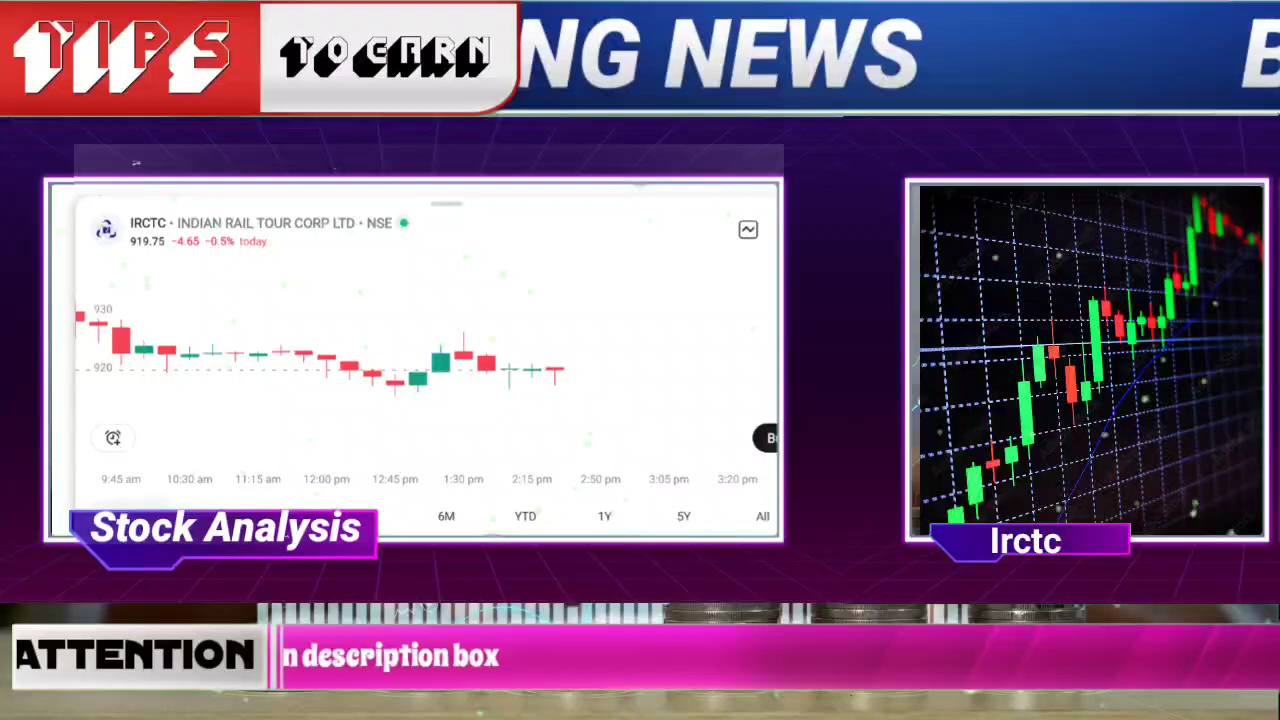 TIPS
TO EARN
NG NEWS
B
IRCTC • INDIAN RAIL TOUR CORP LTD • NSE
919.75 −4.65 −0.5% today
930
920
9:45 am 10:30 am 11:15 am 12:00 pm 12:45 pm 1:30 pm 2:15 pm 2:50 pm 3:05 pm 3:20 pm
6M YTD 1Y 5Y All
Stock Analysis
Irctc
ATTENTION
n description box